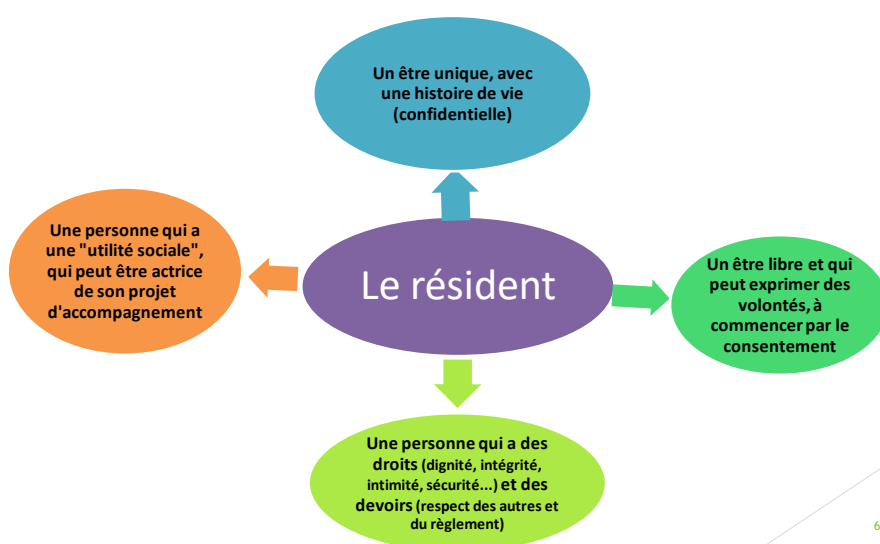 Un être unique, avec
une histoire de vie
(confidentielle)
Une personne qui a
une "utilité sociale",
qui peut être actrice
de son projet
d'accompagnement
Le résident
Un être libre et qui
peut exprimer des
volontés, à
commencer par le
consentement
Une personne qui a des
droits (dignité, intégrité,
intimité, sécurité...) et des
devoirs (respect des autres et
du règlement)
6